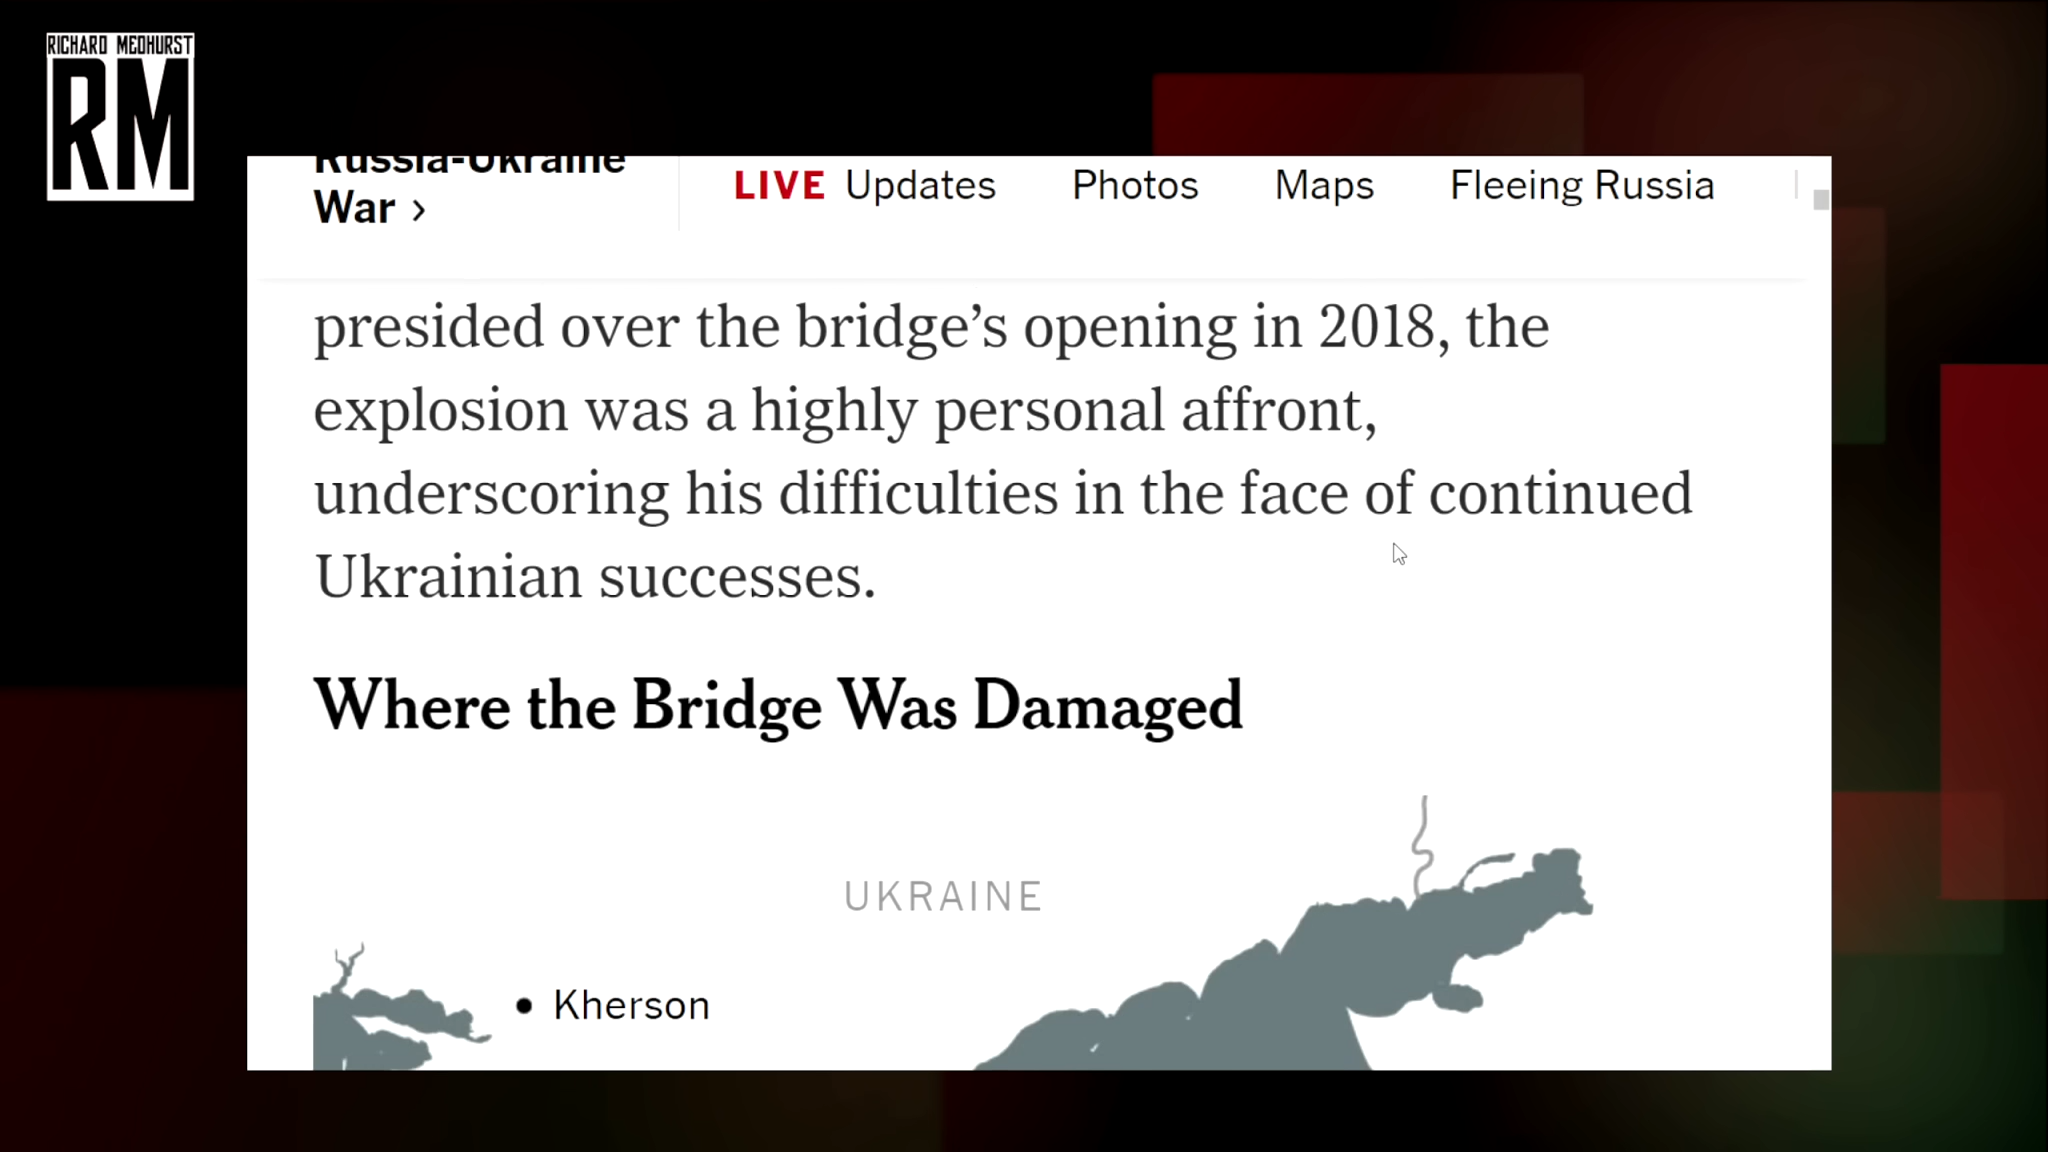 RICHARD MEDHURST
RM
Russia-Ukraine
War ›
LIVE Updates Photos Maps Fleeing Russia
presided over the bridge’s opening in 2018, the
explosion was a highly personal affront,
underscoring his difficulties in the face of continued
Ukrainian successes.
Where the Bridge Was Damaged
UKRAINE
Kherson